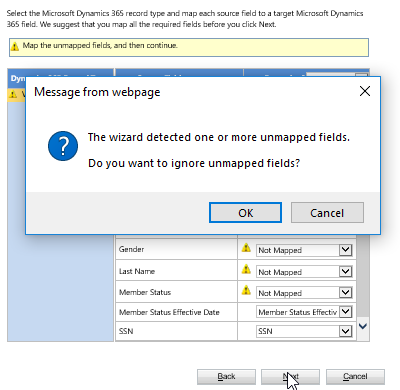 Select the Microsoft Dynamics 365 record type and map each source field to a target Microsoft Dynamics
365 field. We suggest that you map all the required fields before you click Next.
Map the unmapped fields, and then continue.
Message from webpage
The wizard detected one or more unmapped fields.
Do you want to ignore unmapped fields?
OK Cancel
Gender Not Mapped
Last Name Not Mapped
Member Status Not Mapped
Member Status Effective Date Member Status Effectiv
SSN SSN
Back Next Cancel